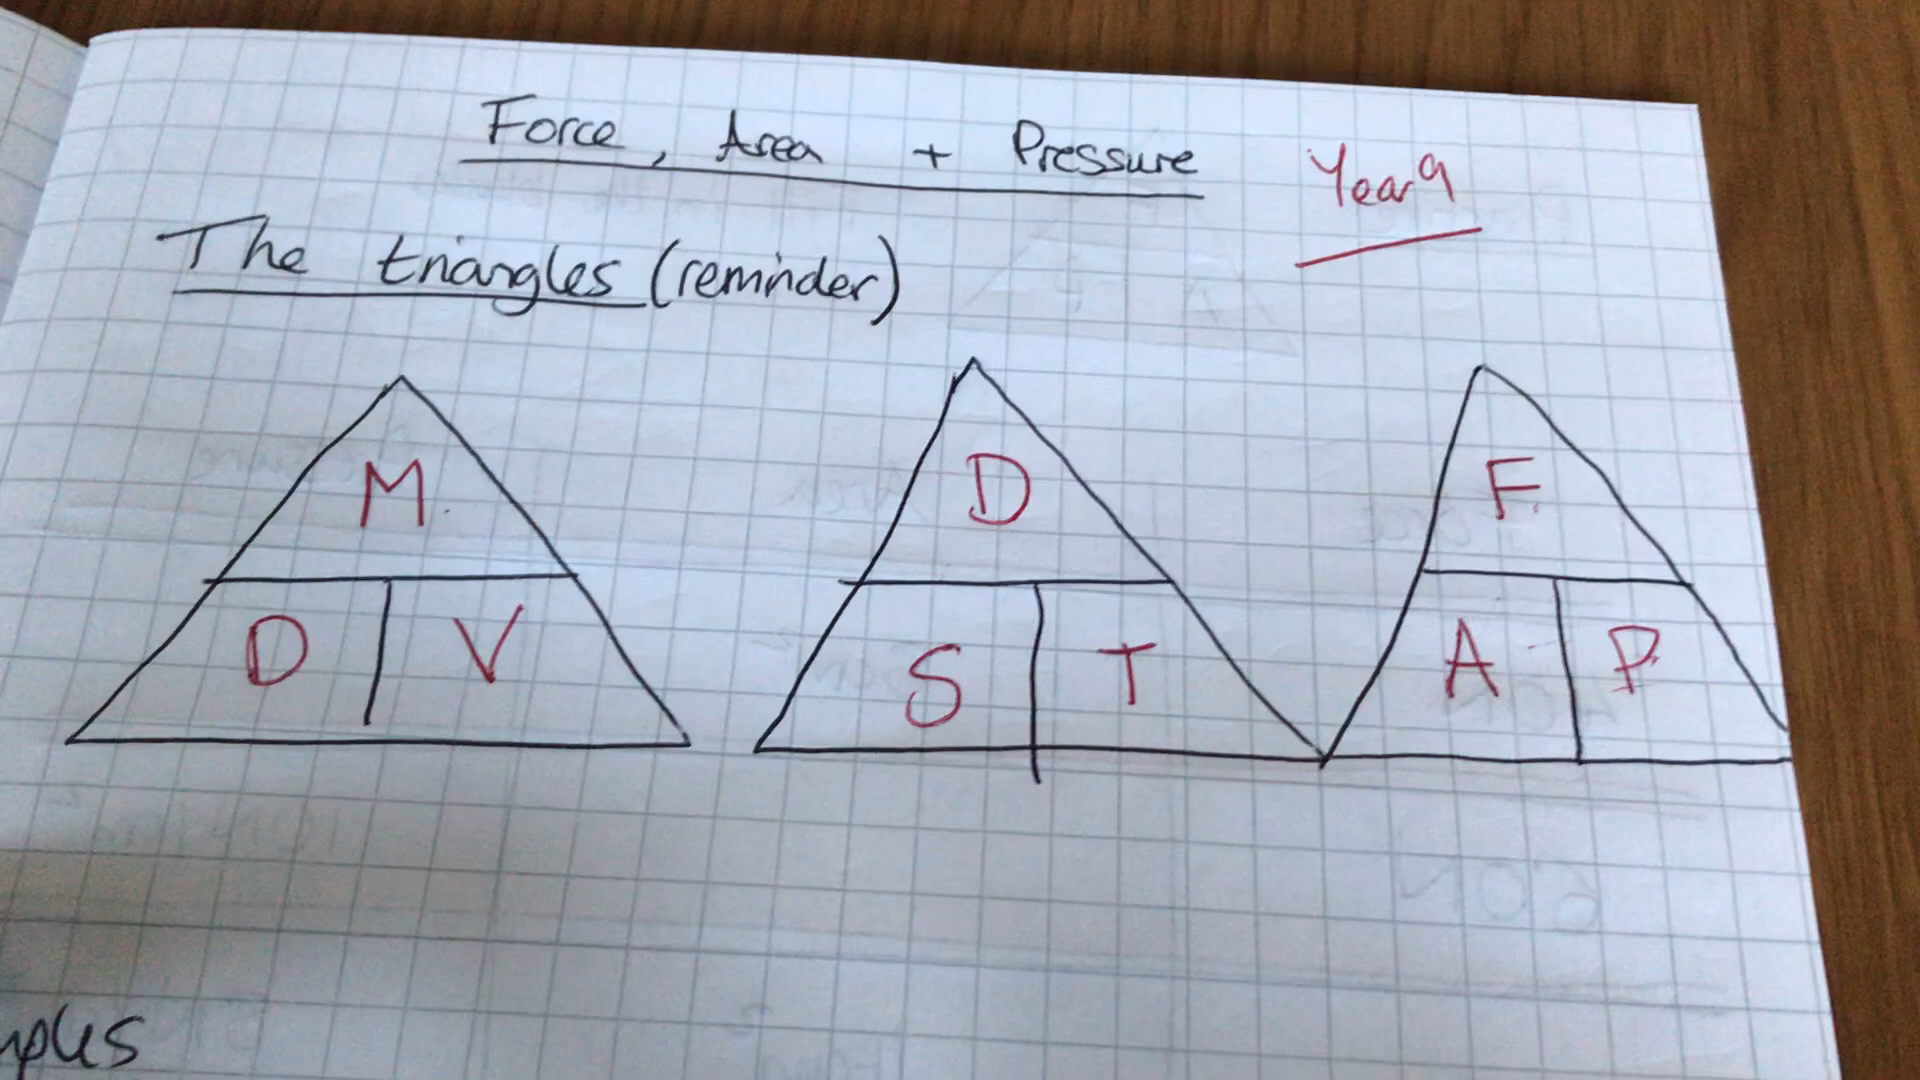 Force, Area + Pressure
Year 9
The triangles (reminder)
M
D V
D
S T
F
A P